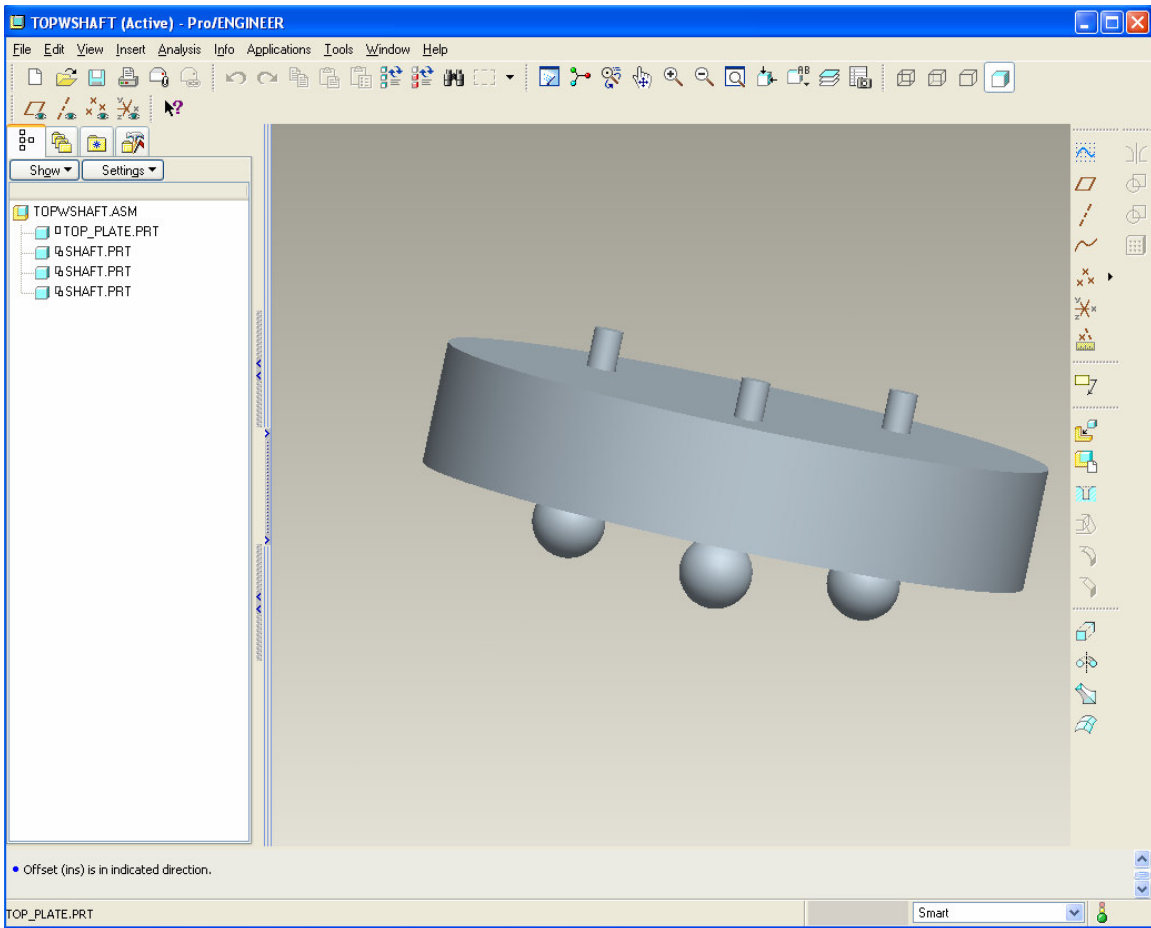 TOPWSHAFT (Active) - Pro/ENGINEER
File Edit View Insert Analysis Info Applications Tools Window Help
Show Settings
TOPWSHAFT.ASM
TOP_PLATE.PRT
SHAFT.PRT
SHAFT.PRT
SHAFT.PRT
Offset (ins) is in indicated direction.
TOP_PLATE.PRT Smart